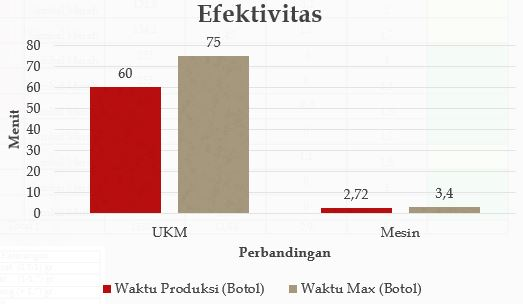 Efektivitas
80
70
60
50
40
30
20
10
0
Menit
60
75
2,72
3,4
UKM
Mesin
Perbandingan
Waktu Produksi (Botol)
Waktu Max (Botol)